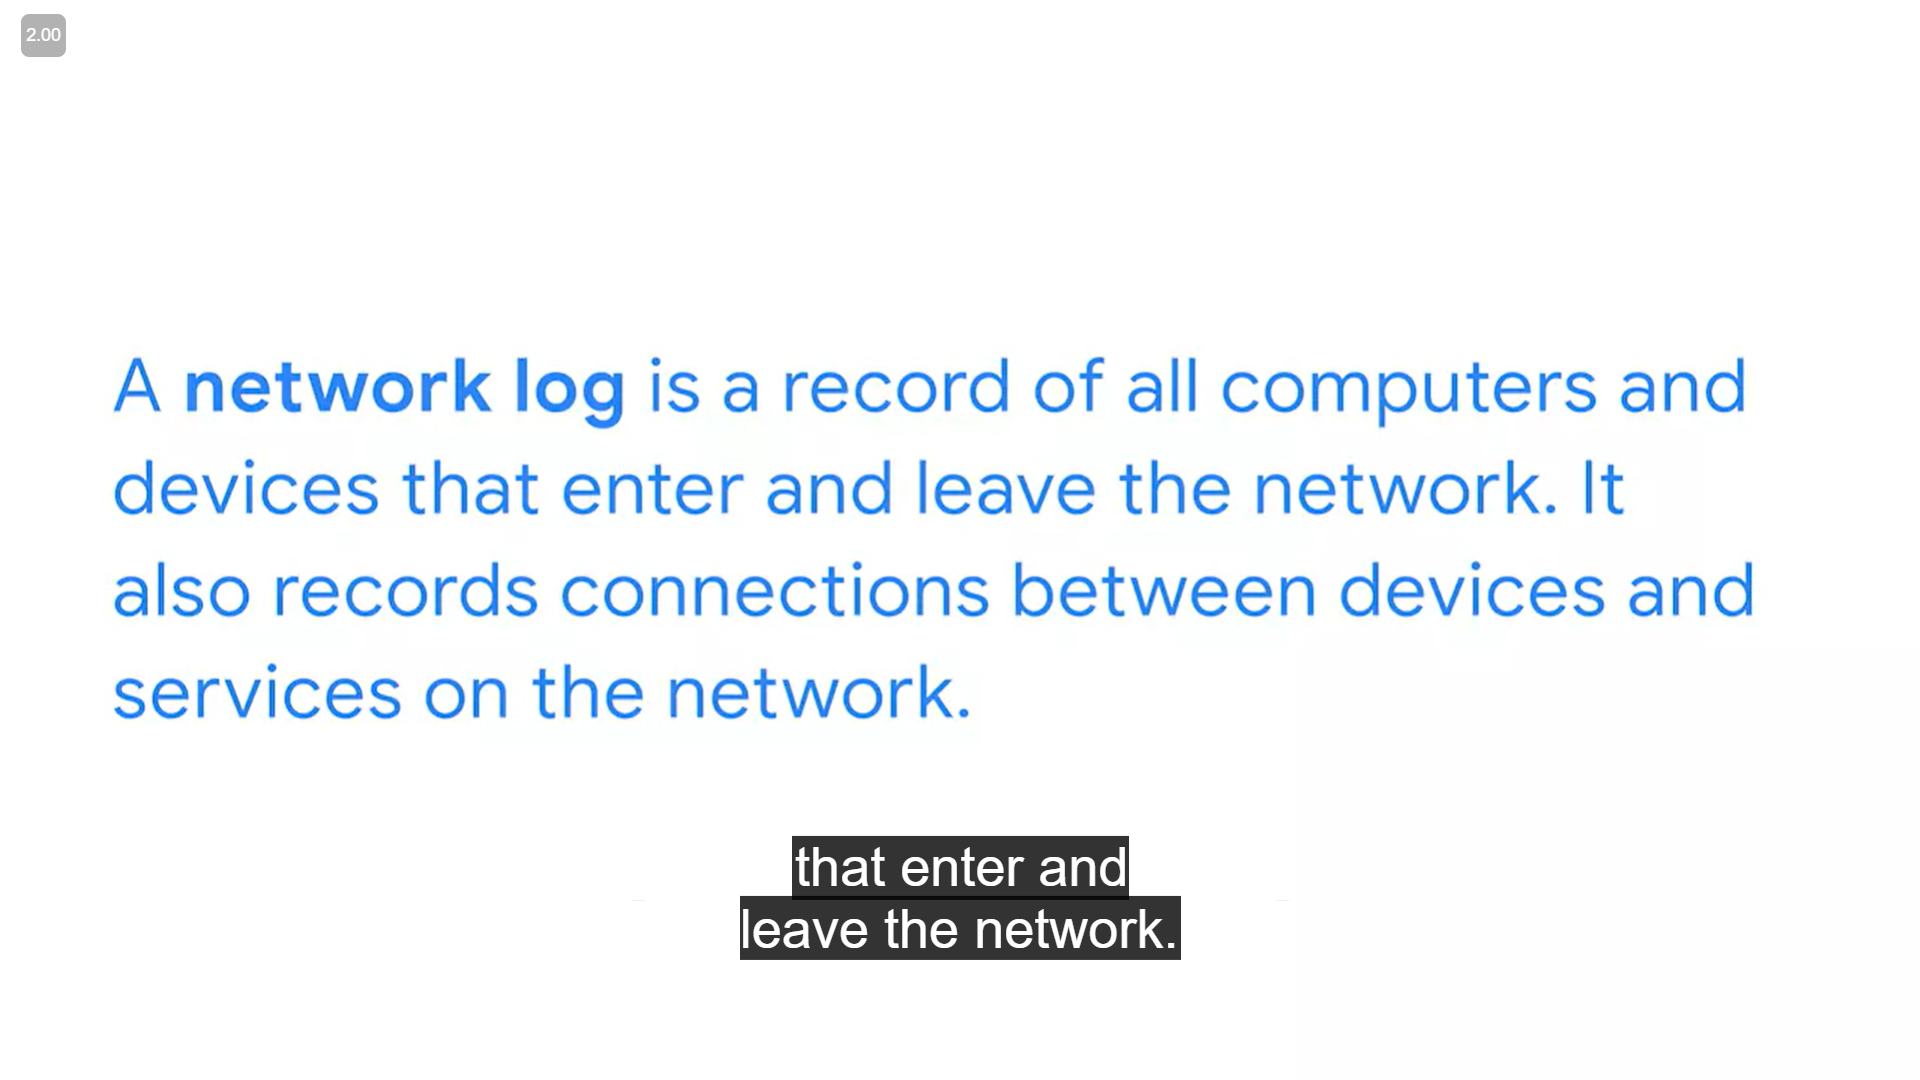 2.00
A network log is a record of all computers and
devices that enter and leave the network. It
also records connections between devices and
services on the network.
that enter and
leave the network.